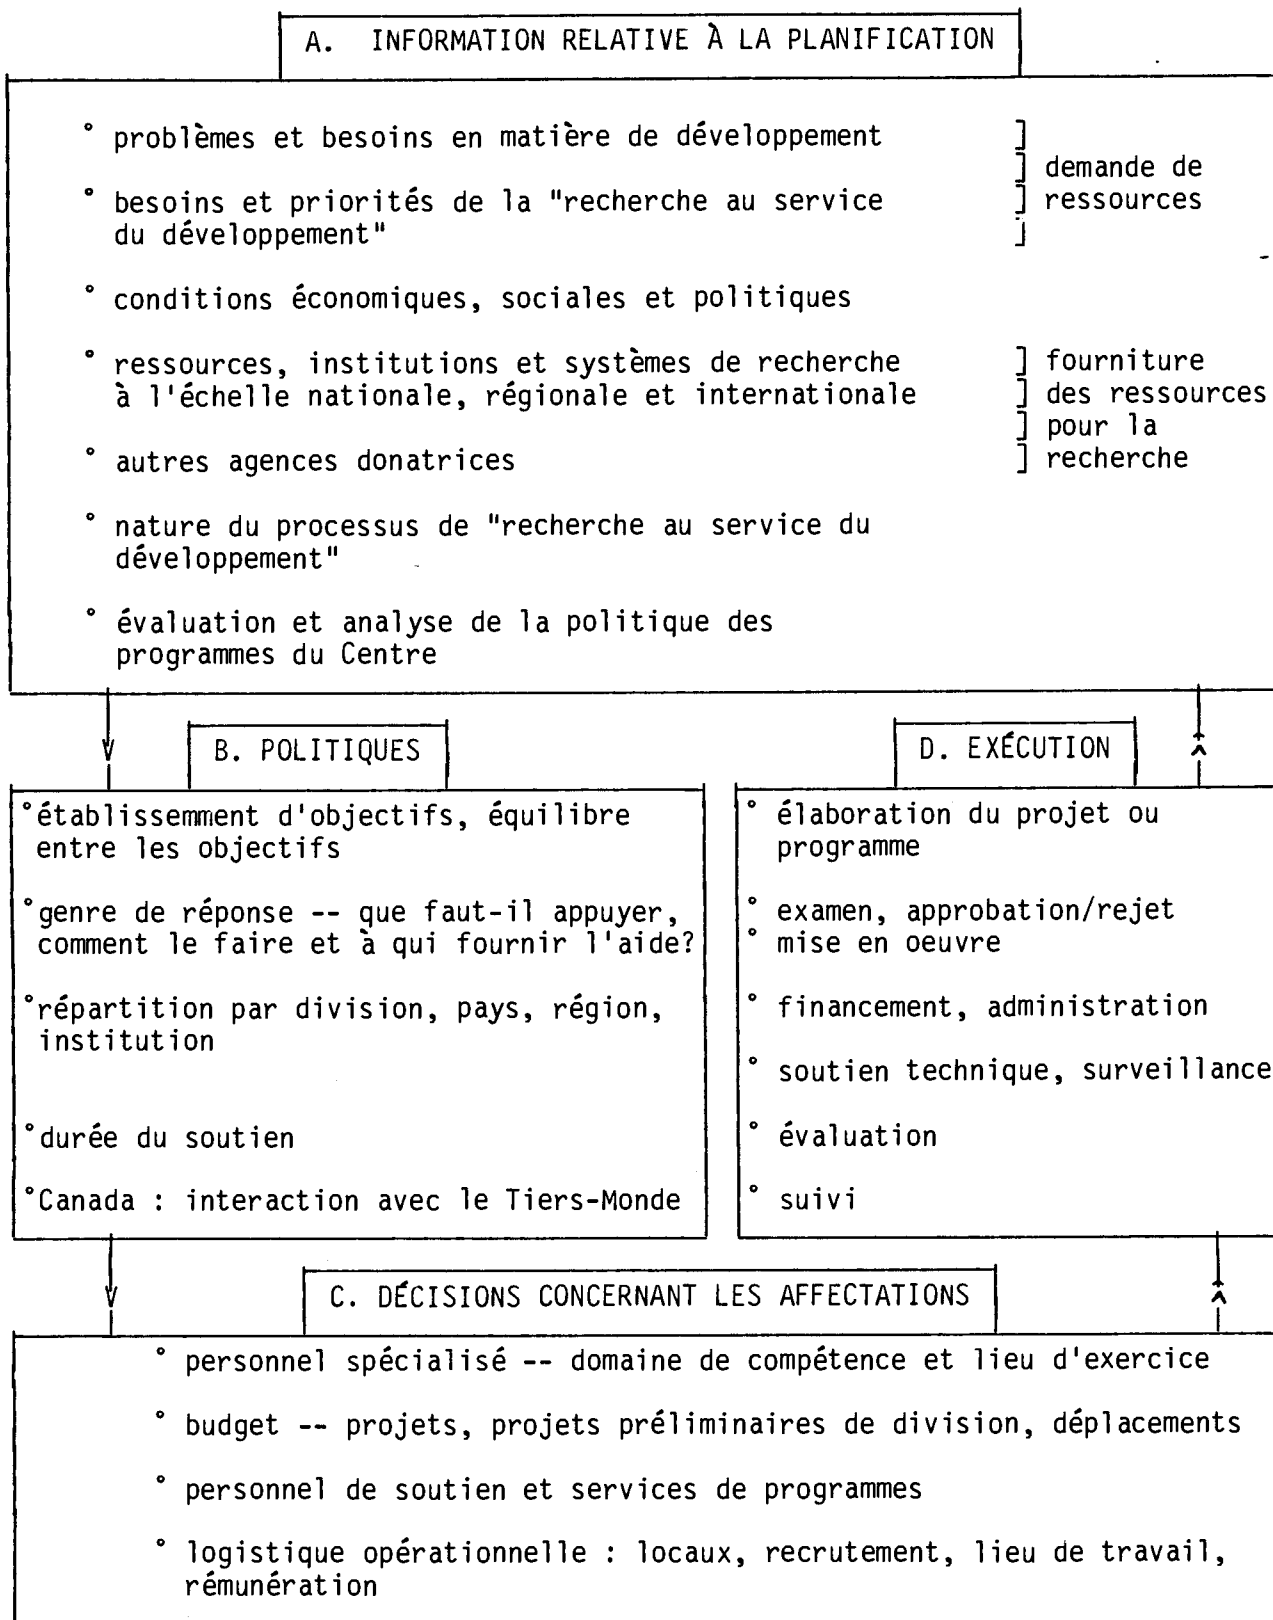 A. INFORMATION RELATIVE À LA PLANIFICATION
° problèmes et besoins en matière de développement
° besoins et priorités de la "recherche au service
du développement"
] demande de
] ressources
° conditions économiques, sociales et politiques
° ressources, institutions et systèmes de recherche
à l'échelle nationale, régionale et internationale
° autres agences donatrices
] fourniture
] des ressources
] pour la
] recherche
° nature du processus de "recherche au service du
développement"
° évaluation et analyse de la politique des
programmes du Centre
B. POLITIQUES
°établissemment d'objectifs, équilibre
entre les objectifs
°genre de réponse -- que faut-il appuyer,
comment le faire et à qui fournir l'aide?
°répartition par division, pays, région,
institution
°durée du soutien
°Canada : interaction avec le Tiers-Monde
D. EXÉCUTION
° élaboration du projet ou
programme
° examen, approbation/rejet
° mise en oeuvre
° financement, administration
° soutien technique, surveillance
° évaluation
° suivi
C. DÉCISIONS CONCERNANT LES AFFECTATIONS
° personnel spécialisé -- domaine de compétence et lieu d'exercice
° budget -- projets, projets préliminaires de division, déplacements
° personnel de soutien et services de programmes
° logistique opérationnelle : locaux, recrutement, lieu de travail,
rémunération